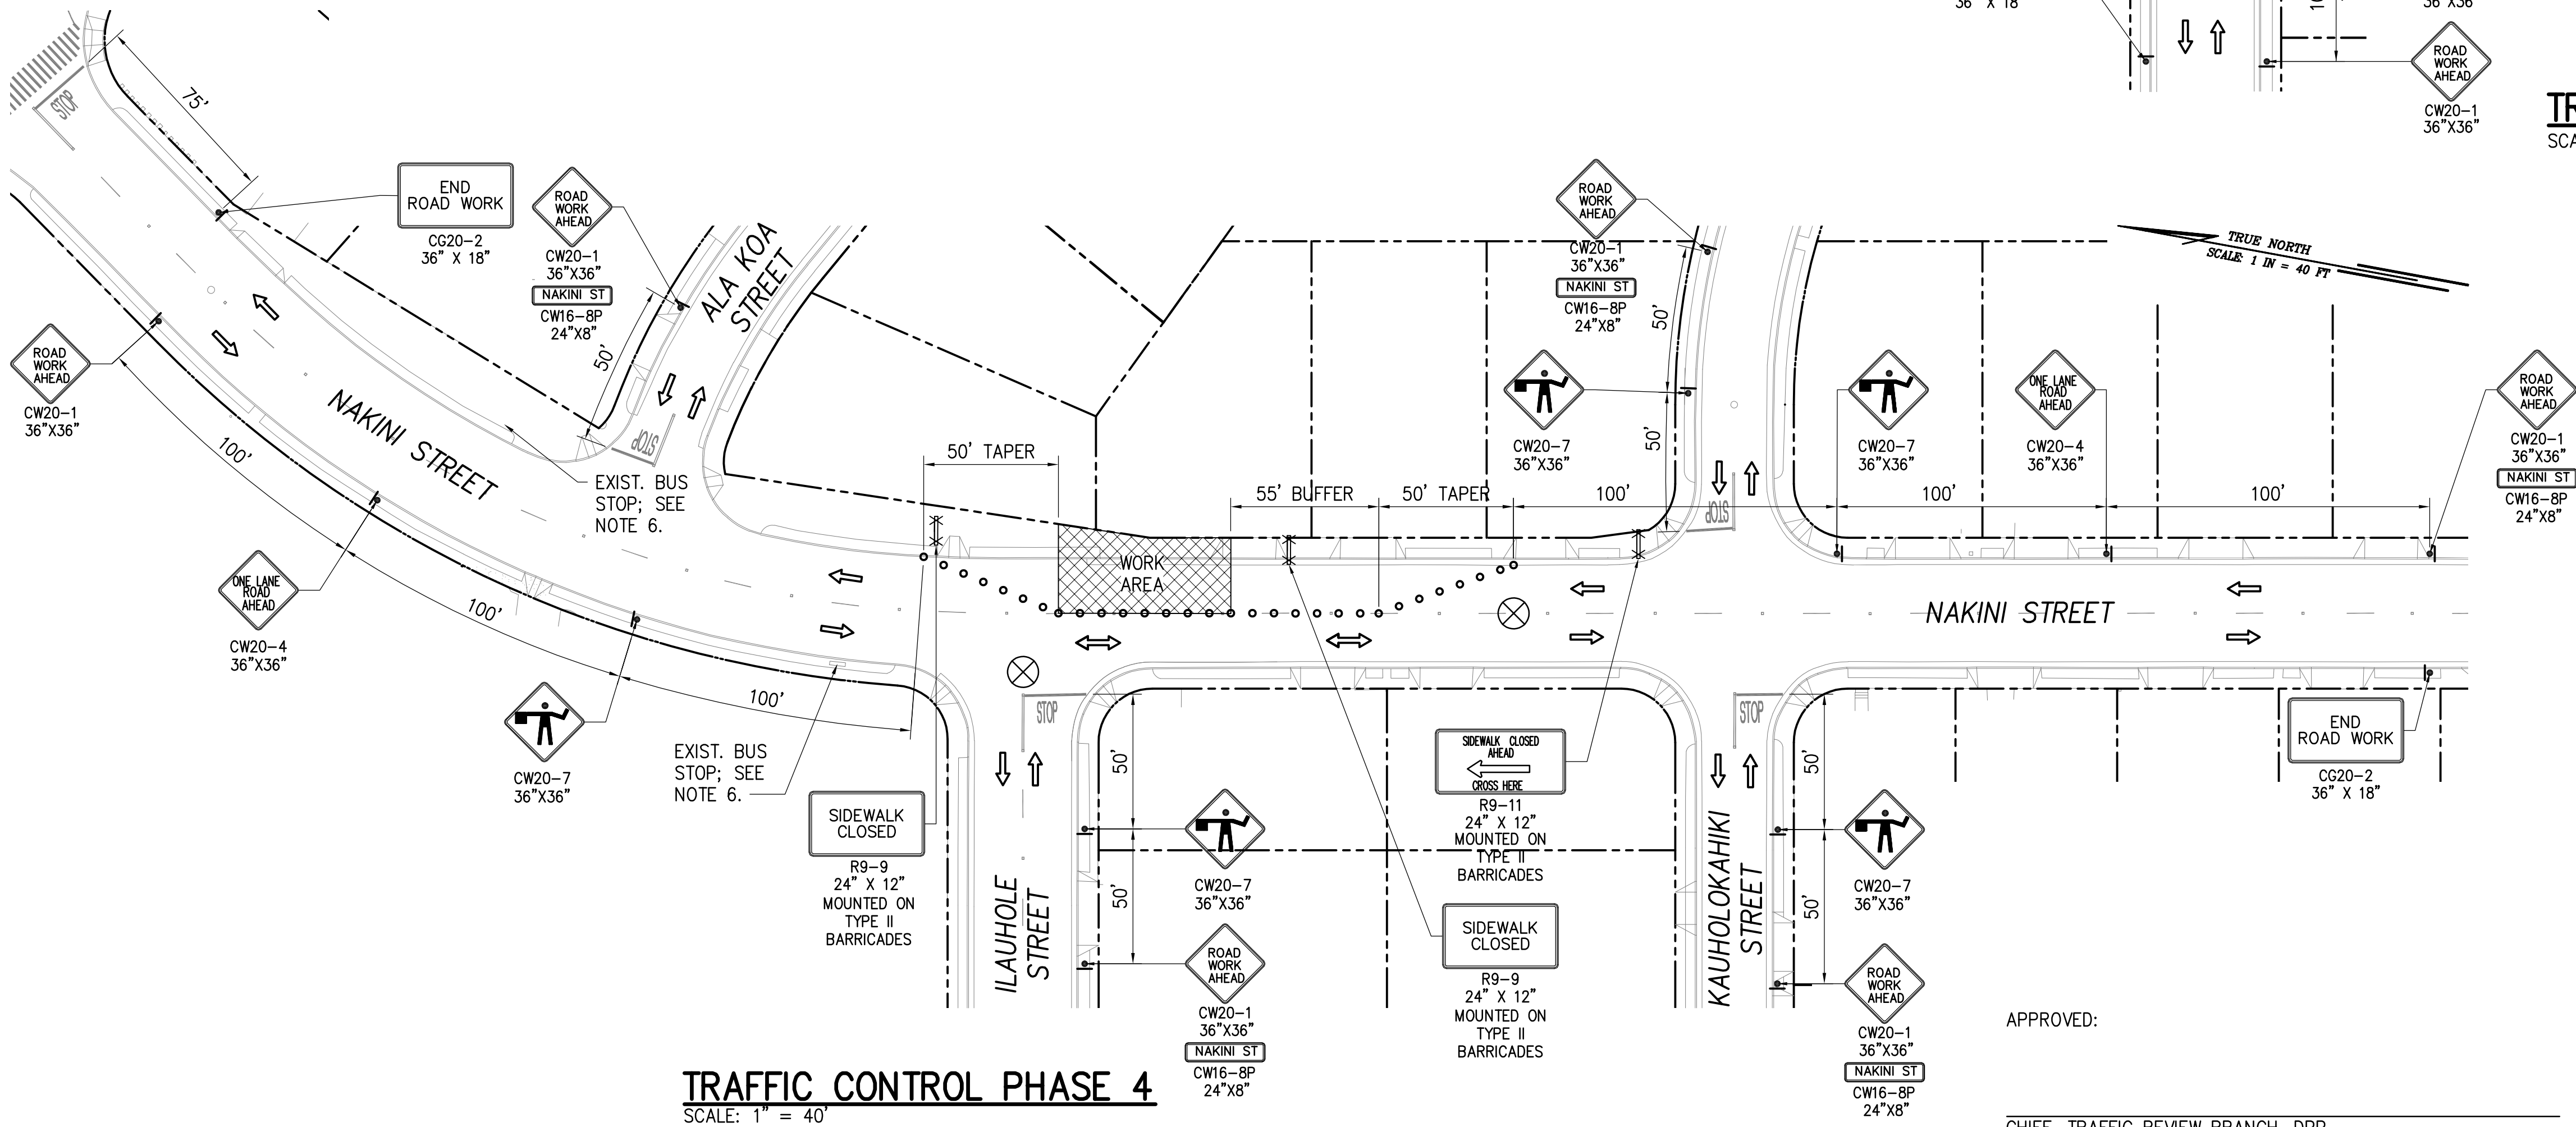 36" X 18"
36"X36"
ROAD
WORK
AHEAD
CW20-1
36"X36"
STOP
75'
END
ROAD WORK
CG20-2
36" X 18"
ROAD
WORK
AHEAD
CW20-1
36"X36"
NAKINI ST
CW16-8P
24"X8"
ALA KOA
STREET
50'
STOP
ROAD
WORK
AHEAD
CW20-1
36"X36"
NAKINI ST
CW16-8P
24"X8"
50'
50'
TRUE NORTH
SCALE: 1 IN = 40 FT
ROAD
WORK
AHEAD
CW20-1
36"X36"
100'
NAKINI STREET
EXIST. BUS
STOP; SEE
NOTE 6.
50' TAPER
55' BUFFER
50' TAPER
100'
100'
100'
CW20-7
36"X36"
STOP
CW20-7
36"X36"
ONE LANE
ROAD
AHEAD
CW20-4
36"X36"
ROAD
WORK
AHEAD
CW20-1
36"X36"
NAKINI ST
CW16-8P
24"X8"
WORK
AREA
NAKINI STREET
ONE LANE
ROAD
AHEAD
CW20-4
36"X36"
100'
100'
CW20-7
36"X36"
EXIST. BUS
STOP; SEE
NOTE 6.
SIDEWALK
CLOSED
R9-9
24" X 12"
MOUNTED ON
TYPE II
BARRICADES
STOP
50'
50'
ILAUHOLE
STREET
CW20-7
36"X36"
ROAD
WORK
AHEAD
CW20-1
36"X36"
NAKINI ST
CW16-8P
24"X8"
SIDEWALK CLOSED
AHEAD
CROSS HERE
R9-11
24" X 12"
MOUNTED ON
TYPE II
BARRICADES
SIDEWALK
CLOSED
R9-9
24" X 12"
MOUNTED ON
TYPE II
BARRICADES
STOP
50'
50'
KAUHOLOKAHIKI
STREET
CW20-7
36"X36"
ROAD
WORK
AHEAD
CW20-1
36"X36"
NAKINI ST
CW16-8P
24"X8"
END
ROAD WORK
CG20-2
36" X 18"
APPROVED:
CHIEF, TRAFFIC REVIEW BRANCH, DPP
TRAFFIC CONTROL PHASE 4
SCALE: 1" = 40'